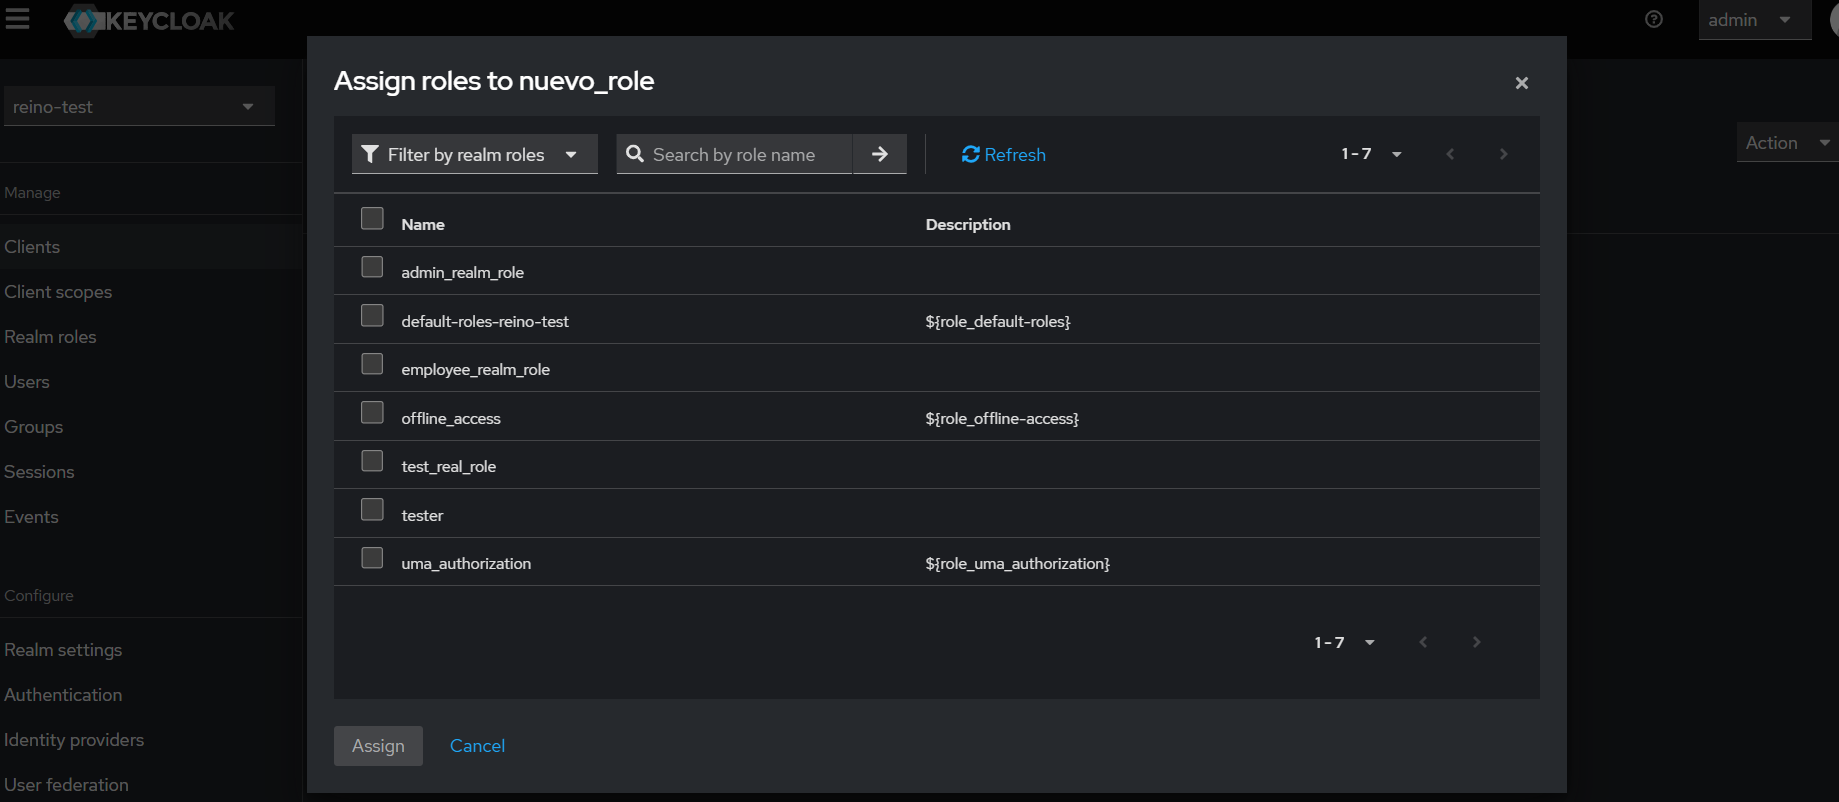 KEYCLOAK
admin
reino-test
Manage
Clients
Client scopes
Realm roles
Users
Groups
Sessions
Events
Configure
Realm settings
Authentication
Identity providers
User federation
Assign roles to nuevo_role
Filter by realm roles
Search by role name
Refresh
1 - 7
Name Description
admin_realm_role
default-roles-reino-test ${role_default-roles}
employee_realm_role
offline_access ${role_offline-access}
test_real_role
tester
uma_authorization ${role_uma_authorization}
1 - 7
Assign Cancel
Action